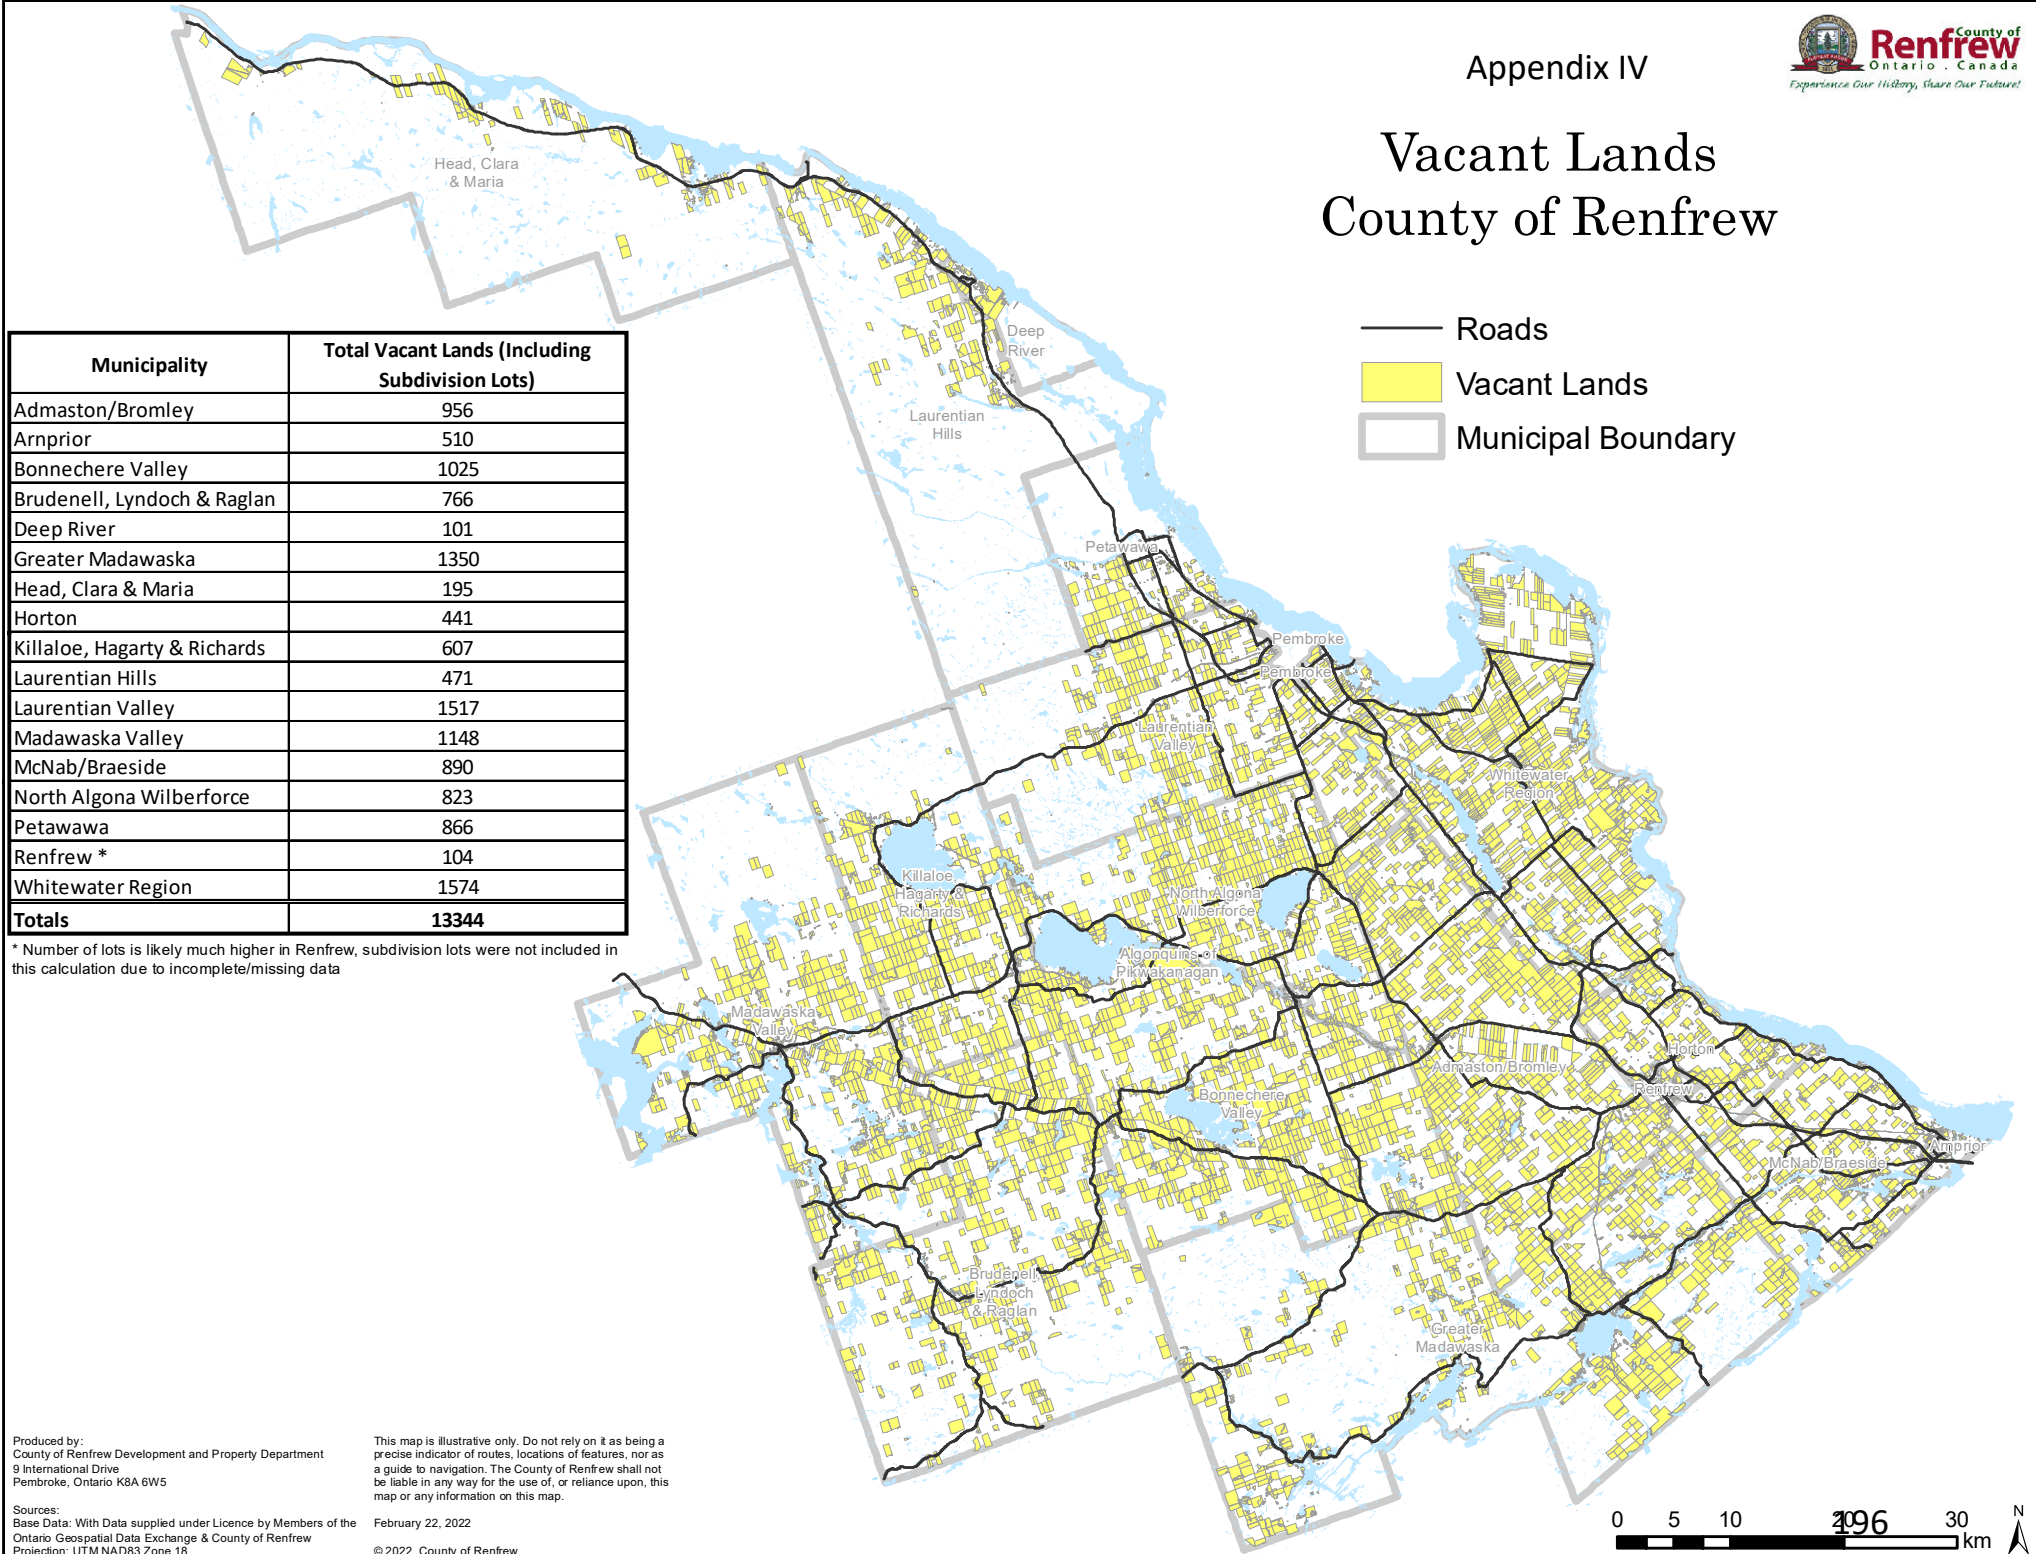 Appendix IV
County of
Renfrew
Ontario . Canada
Experience Our History, Share Our Future!
Vacant Lands
County of Renfrew
Roads
Vacant Lands
Municipal Boundary
Municipality | Total Vacant Lands (Including Subdivision Lots)
Admaston/Bromley 956
Arnprior 510
Bonnechere Valley 1025
Brudenell, Lyndoch & Raglan 766
Deep River 101
Greater Madawaska 1350
Head, Clara & Maria 195
Horton 441
Killaloe, Hagarty & Richards 607
Laurentian Hills 471
Laurentian Valley 1517
Madawaska Valley 1148
McNab/Braeside 890
North Algona Wilberforce 823
Petawawa 866
Renfrew * 104
Whitewater Region 1574
Totals 13344
* Number of lots is likely much higher in Renfrew, subdivision lots were not included in
this calculation due to incomplete/missing data
Head, Clara
& Maria
Deep
River
Laurentian
Hills
Petawawa
Pembroke
Pembroke
Laurentian
Valley
Whitewater
Region
Killaloe,
Hagarty &
Richards
North Algona
Wilberforce
Algonquins of
Pikwakanagan
Madawaska
Valley
Horton
Admaston/Bromley
Renfrew
Bonnechere
Valley
Arnprior
McNab/Braeside
Brudenell,
Lyndoch
& Raglan
Greater
Madawaska
Produced by:
County of Renfrew Development and Property Department
9 International Drive
Pembroke, Ontario K8A 6W5
Sources:
Base Data: With Data supplied under Licence by Members of the
Ontario Geospatial Data Exchange & County of Renfrew
Projection: UTM NAD83 Zone 18
This map is illustrative only. Do not rely on it as being a
precise indicator of routes, locations of features, nor as
a guide to navigation. The County of Renfrew shall not
be liable in any way for the use of, or reliance upon, this
map or any information on this map.
February 22, 2022
© 2022, County of Renfrew
0 5 10 20 30
km
196
N